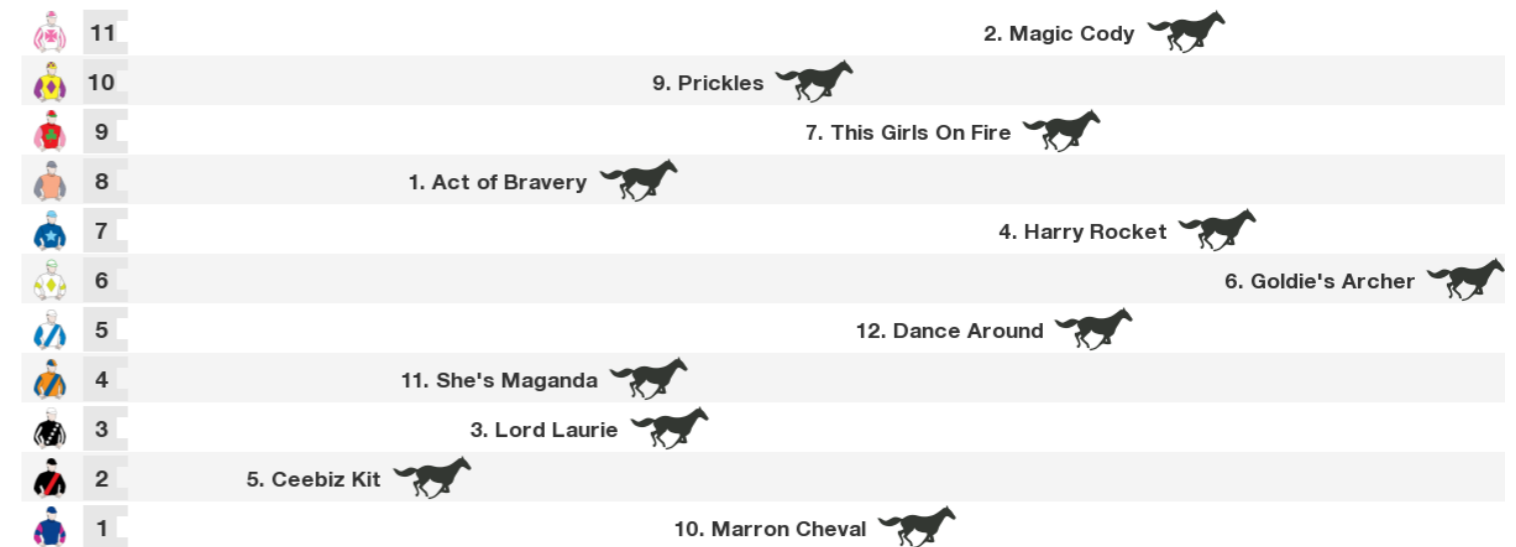 11 2. Magic Cody
10 9. Prickles
9 7. This Girls On Fire
8 1. Act of Bravery
7 4. Harry Rocket
6 6. Goldie's Archer
5 12. Dance Around
4 11. She's Maganda
3 3. Lord Laurie
2 5. Ceebiz Kit
1 10. Marron Cheval